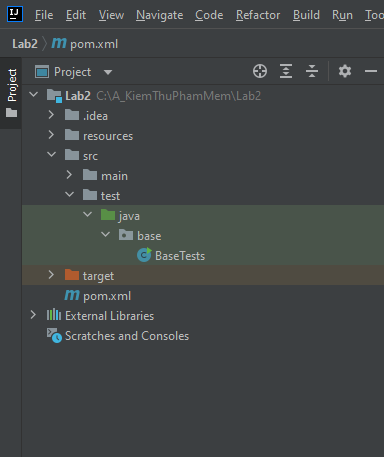 IJ File Edit View Navigate Code Refactor Build Run Too
Lab2 m pom.xml
Project
Project
Lab2 C:\A_KiemThuPhamMem\Lab2
.idea
resources
src
main
test
java
base
C BaseTests
target
m pom.xml
External Libraries
Scratches and Consoles